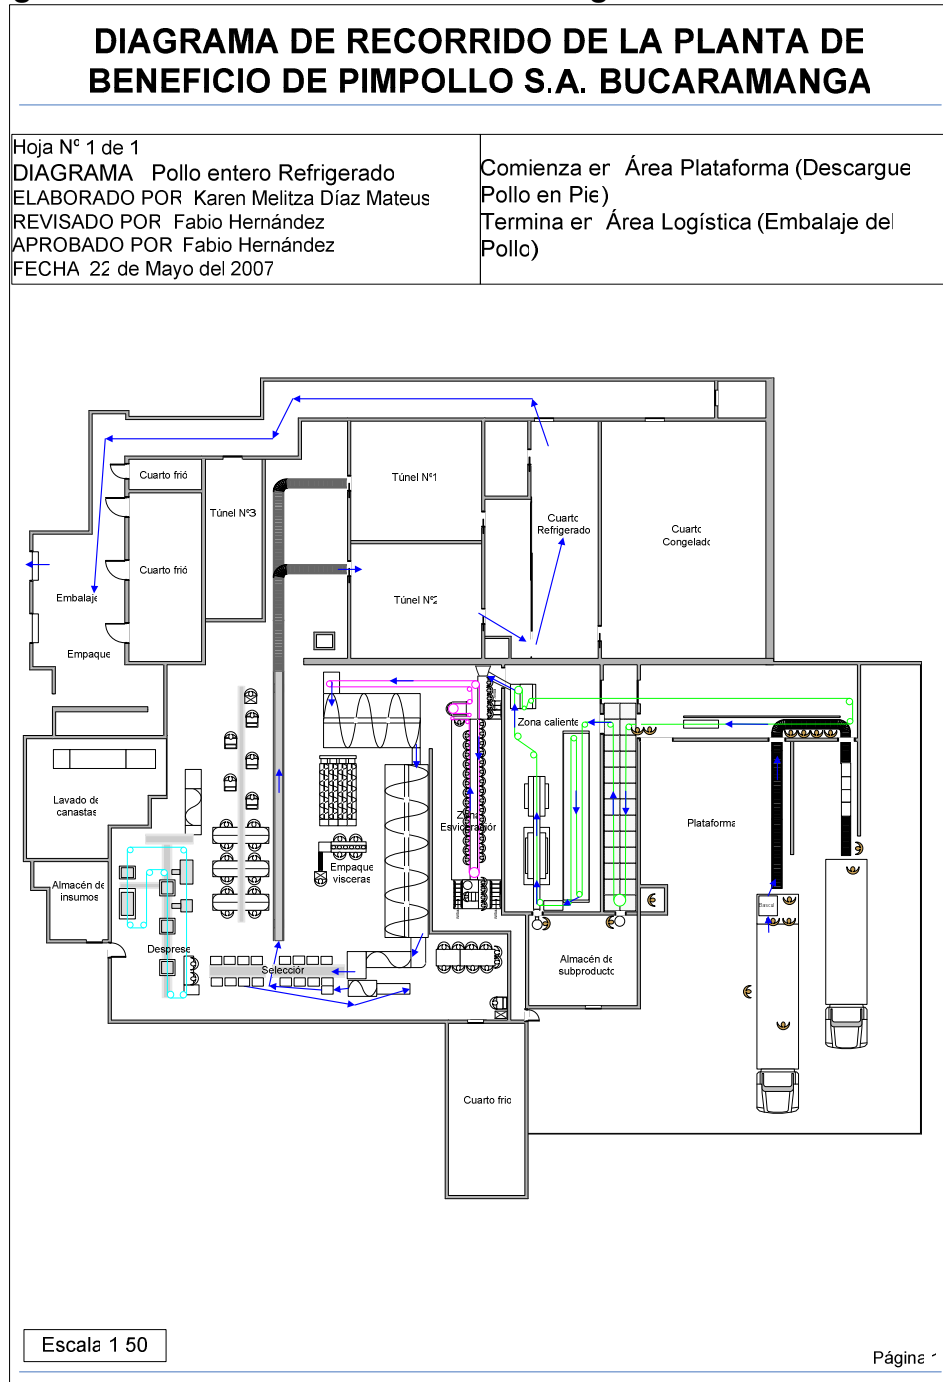 DIAGRAMA DE RECORRIDO DE LA PLANTA DE
BENEFICIO DE PIMPOLLO S.A. BUCARAMANGA
Hoja Nº 1 de 1
DIAGRAMA Pollo entero Refrigerado
ELABORADO POR Karen Melitza Díaz Mateus
REVISADO POR Fabio Hernández
APROBADO POR Fabio Hernández
FECHA 22 de Mayo del 2007
Comienza en Área Plataforma (Descargue
Pollo en Pie)
Termina en Área Logística (Embalaje del
Pollo)
Cuarto frió
Túnel Nº1
Túnel Nº3
Cuarto
Refrigerado
Cuarto
Congelado
Cuarto frió
Embalaje
Túnel Nº2
Empaque
Zona caliente
Lavado de
canastas
Zona
Esviceración
Plataforma
Empaque
visceras
Almacén de
insumos
Desprese
Selección
Almacén de
subproducto
Cuarto frio
Escala 1 50
Página 1